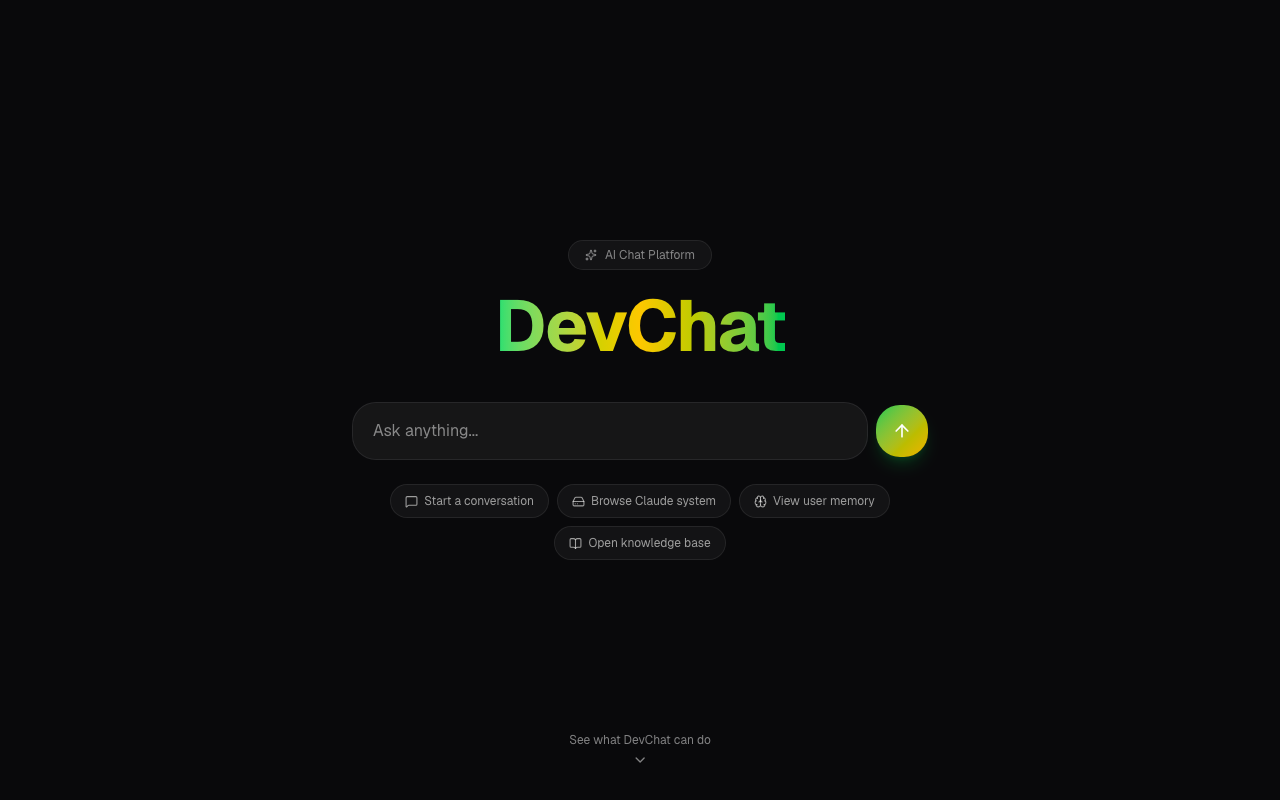 AI Chat Platform
DevChat
Ask anything...
Start a conversation
Browse Claude system
View user memory
Open knowledge base
See what DevChat can do